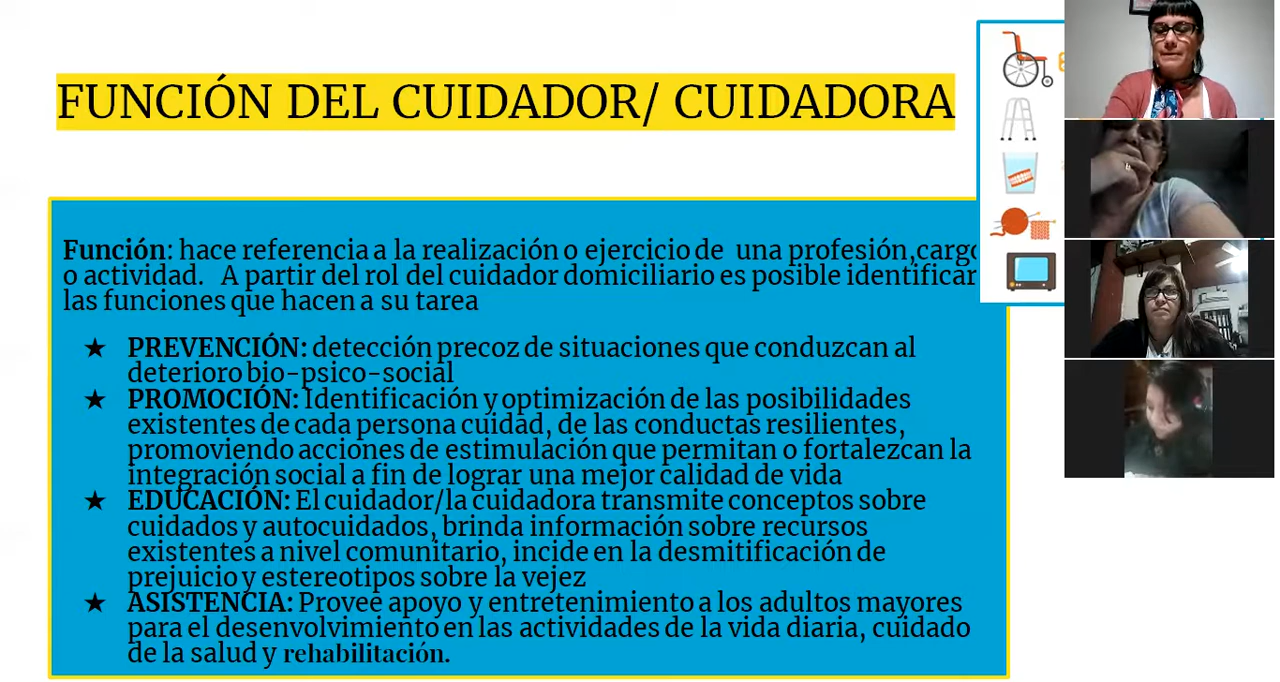 FUNCIÓN DEL CUIDADOR/ CUIDADORA
Función: hace referencia a la realización o ejercicio de una profesión,cargo
o actividad. A partir del rol del cuidador domiciliario es posible identificar
las funciones que hacen a su tarea
★ PREVENCIÓN: detección precoz de situaciones que conduzcan al
deterioro bio-psico-social
★ PROMOCIÓN: Identificación y optimización de las posibilidades
existentes de cada persona cuidad, de las conductas resilientes,
promoviendo acciones de estimulación que permitan o fortalezcan la
integración social a fin de lograr una mejor calidad de vida
★ EDUCACIÓN: El cuidador/la cuidadora transmite conceptos sobre
cuidados y autocuidados, brinda información sobre recursos
existentes a nivel comunitario, incide en la desmitificación de
prejuicio y estereotipos sobre la vejez
★ ASISTENCIA: Provee apoyo y entretenimiento a los adultos mayores
para el desenvolvimiento en las actividades de la vida diaria, cuidado
de la salud y rehabilitación.